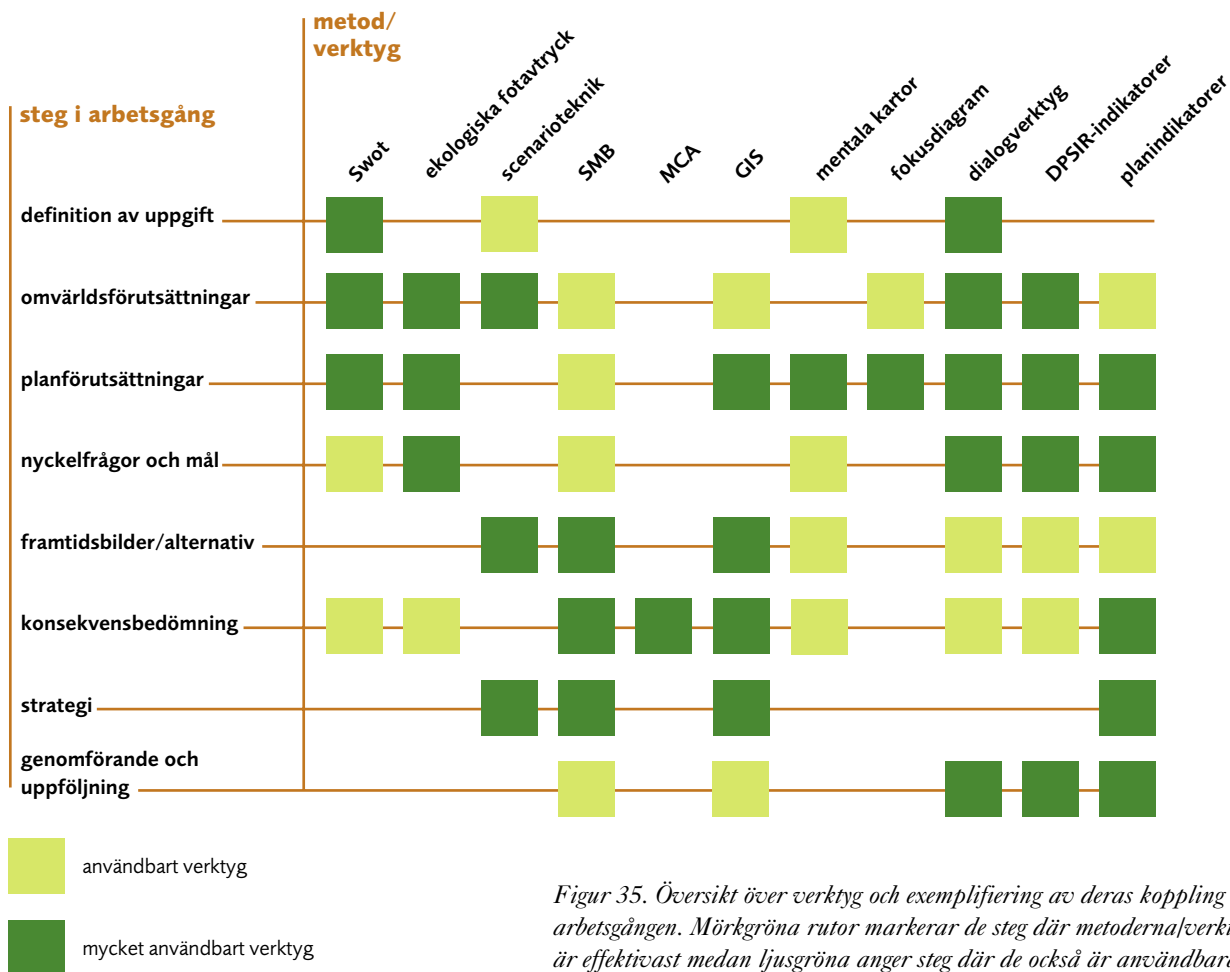 metod/
verktyg
steg i arbetsgång
Swot
ekologiska fotavtryck
scenarioteknik
SMB
MCA
GIS
mentala kartor
fokusdiagram
dialogverktyg
DPSIR-indikatorer
planindikatorer
definition av uppgift
omvärldsförutsättningar
planförutsättningar
nyckelfrågor och mål
framtidsbilder/alternativ
konsekvensbedömning
strategi
genomförande och
uppföljning
användbart verktyg
mycket användbart verktyg
Figur 35. Översikt över verktyg och exemplifiering av deras koppling
arbetsgången. Mörkgröna rutor markerar de steg där metoderna/verkt
är effektivast medan ljusgröna anger steg där de också är användbara